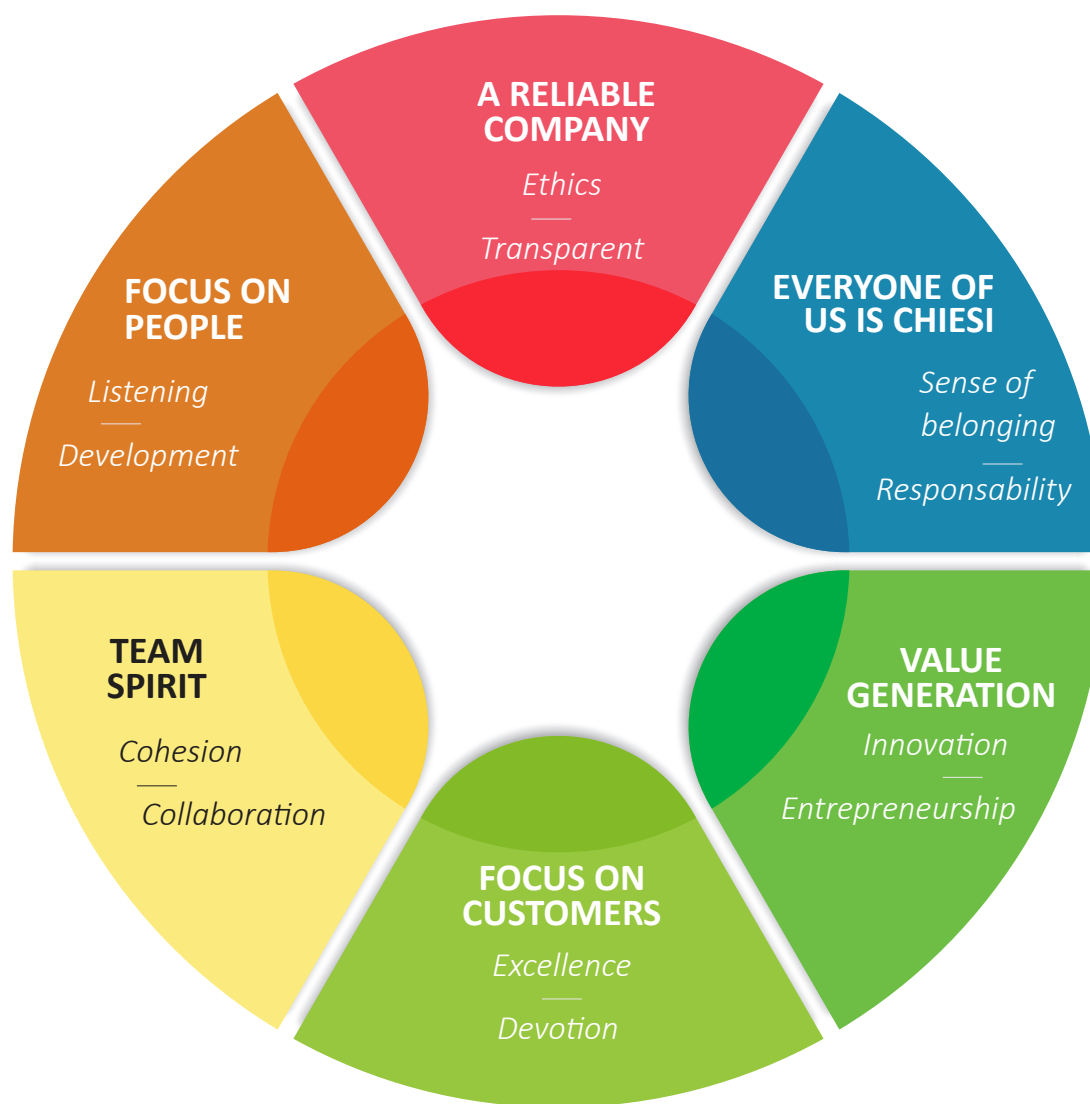 A RELIABLE
COMPANY
Ethics
Transparent
EVERYONE OF
US IS CHIESI
Sense of
belonging
Responsability
VALUE
GENERATION
Innovation
Entrepreneurship
FOCUS ON
CUSTOMERS
Excellence
Devotion
TEAM
SPIRIT
Cohesion
Collaboration
FOCUS ON
PEOPLE
Listening
Development